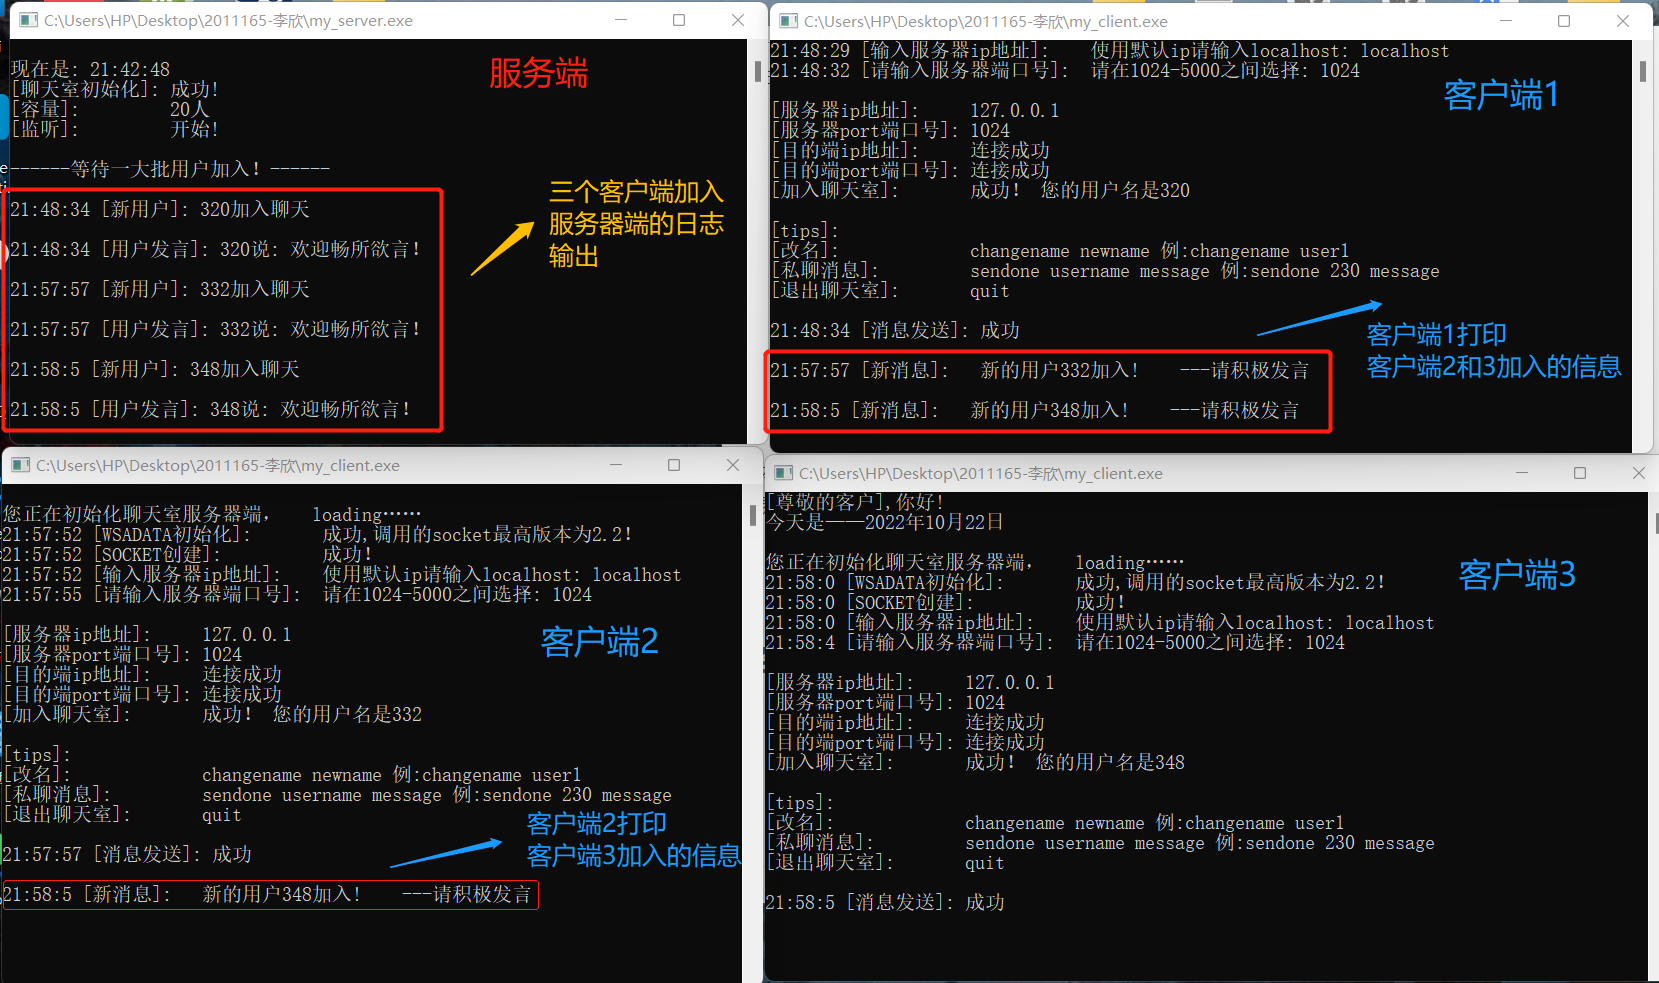 C:\Users\HP\Desktop\2011165-李欣\my_server.exe
现在是: 21:42:48
[聊天室初始化]: 成功!
[容量]: 20人
[监听]: 开始!
------等待一大批用户加入! ------
21:48:34 [新用户]: 320加入聊天
21:48:34 [用户发言]: 320说: 欢迎畅所欲言!
21:57:57 [新用户]: 332加入聊天
21:57:57 [用户发言]: 332说: 欢迎畅所欲言!
21:58:5 [新用户]: 348加入聊天
21:58:5 [用户发言]: 348说: 欢迎畅所欲言!
服务端
三个客户端加入
服务器端的日志
输出
C:\Users\HP\Desktop\2011165-李欣\my_client.exe
21:48:29 [输入服务器ip地址]: 使用默认ip请输入localhost: localhost
21:48:32 [请输入服务器端口号]: 请在1024-5000之间选择: 1024
[服务器ip地址]: 127.0.0.1
[服务器port端口号]: 1024
[目的端ip地址]: 连接成功
[目的端port端口号]: 连接成功
[加入聊天室]: 成功! 您的用户名是320
[tips]:
[改名]: changename newname 例:changename user1
[私聊消息]: sendone username message 例:sendone 230 message
[退出聊天室]: quit
21:48:34 [消息发送]: 成功
21:57:57 [新消息]: 新的用户332加入! ---请积极发言
21:58:5 [新消息]: 新的用户348加入! ---请积极发言
客户端1
客户端1打印
客户端2和3加入的信息
C:\Users\HP\Desktop\2011165-李欣\my_client.exe
您正在初始化聊天室服务器端, loading……
21:57:52 [WSADATA初始化]: 成功,调用的socket最高版本为2.2!
21:57:52 [SOCKET创建]: 成功!
21:57:52 [输入服务器ip地址]: 使用默认ip请输入localhost: localhost
21:57:55 [请输入服务器端口号]: 请在1024-5000之间选择: 1024
[服务器ip地址]: 127.0.0.1
[服务器port端口号]: 1024
[目的端ip地址]: 连接成功
[目的端port端口号]: 连接成功
[加入聊天室]: 成功! 您的用户名是332
[tips]:
[改名]: changename newname 例:changename user1
[私聊消息]: sendone username message 例:sendone 230 message
[退出聊天室]: quit
21:57:57 [消息发送]: 成功
21:58:5 [新消息]: 新的用户348加入! ---请积极发言
客户端2
客户端2打印
客户端3加入的信息
C:\Users\HP\Desktop\2011165-李欣\my_client.exe
[尊敬的客户],你好!
今天是——2022年10月22日
您正在初始化聊天室服务器端, loading……
21:58:0 [WSADATA初始化]: 成功,调用的socket最高版本为2.2!
21:58:0 [SOCKET创建]: 成功!
21:58:0 [输入服务器ip地址]: 使用默认ip请输入localhost: localhost
21:58:4 [请输入服务器端口号]: 请在1024-5000之间选择: 1024
[服务器ip地址]: 127.0.0.1
[服务器port端口号]: 1024
[目的端ip地址]: 连接成功
[目的端port端口号]: 连接成功
[加入聊天室]: 成功! 您的用户名是348
[tips]:
[改名]: changename newname 例:changename user1
[私聊消息]: sendone username message 例:sendone 230 message
[退出聊天室]: quit
21:58:5 [消息发送]: 成功
客户端3